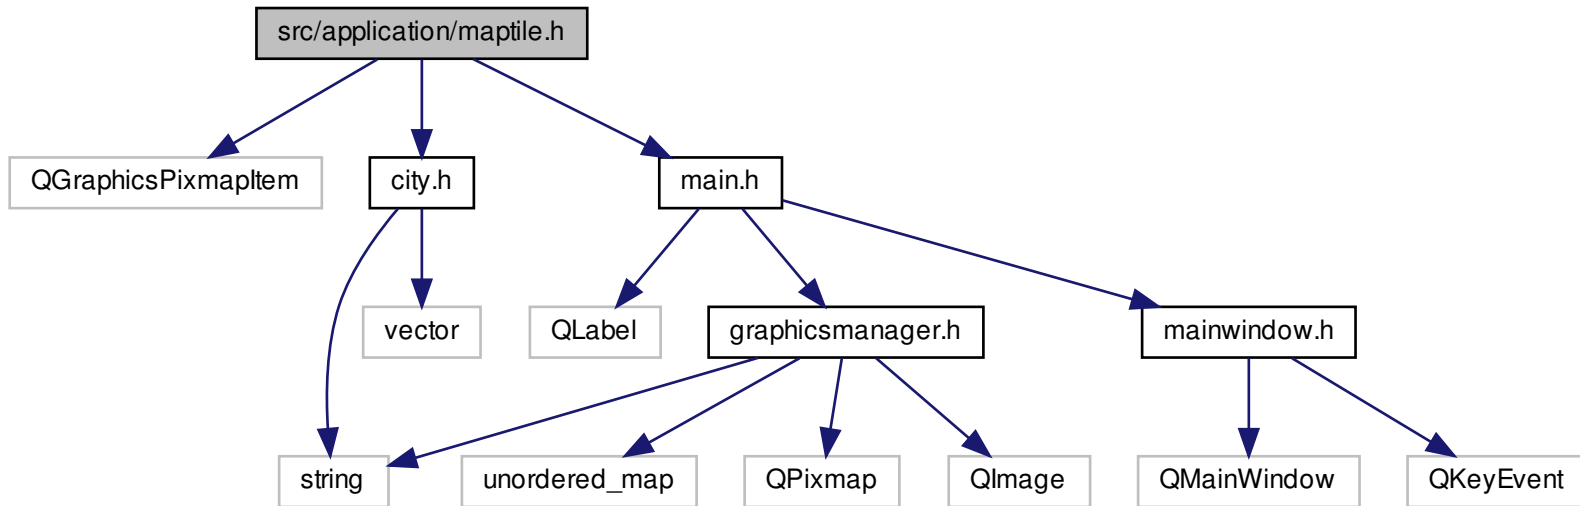 src/application/maptile.h
QGraphicsPixmapItem
city.h
main.h
vector
QLabel
graphicsmanager.h
mainwindow.h
string
unordered_map
QPixmap
QImage
QMainWindow
QKeyEvent